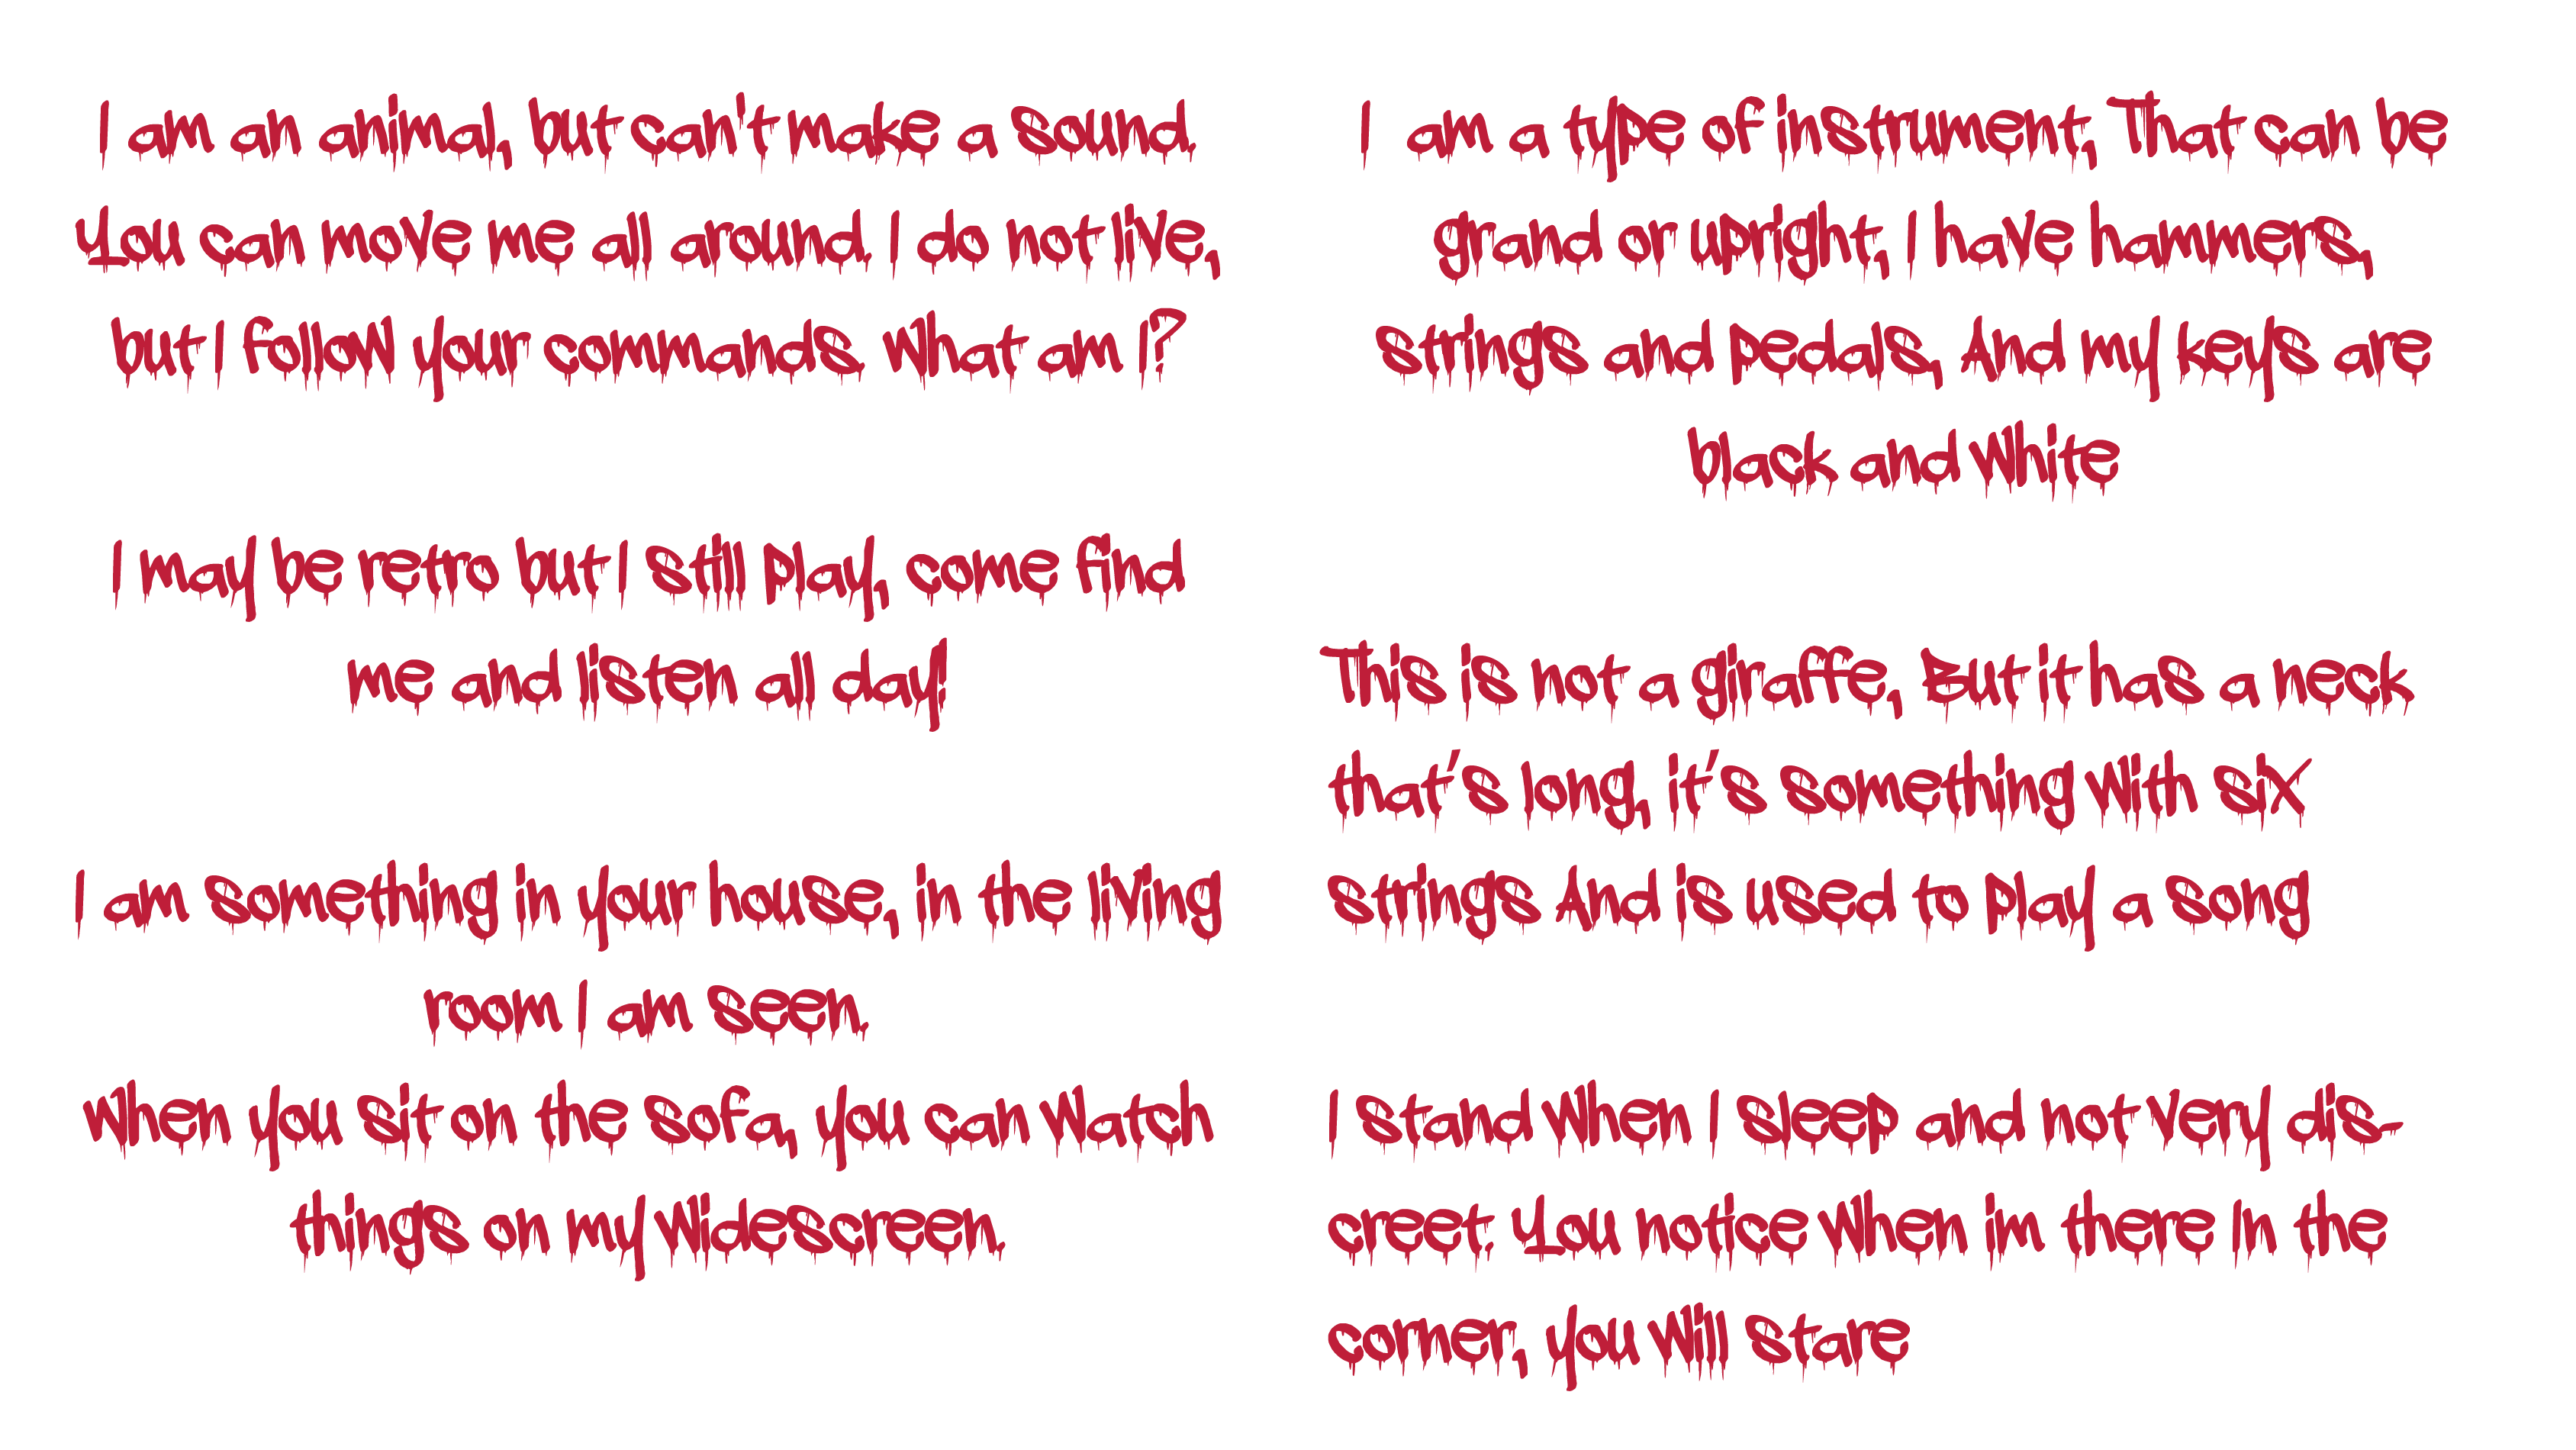 I am an animal, but can't make a sound.
You can move me all around. I do not live,
but I follow your commands. What am I?
I may be retro but I still play, come find
me and listen all day!
I am something in your house, in the living
room I am seen.
When you sit on the sofa, you can watch
things on my widescreen.
I am a type of instrument, That can be
grand or upright, I have hammers,
strings and pedals, And my keys are
black and white
This is not a giraffe, But it has a neck
that's long, it's something with six
strings And is used to play a song
I stand when I sleep and not very dis-
creet. You notice when im there In the
corner, you will stare